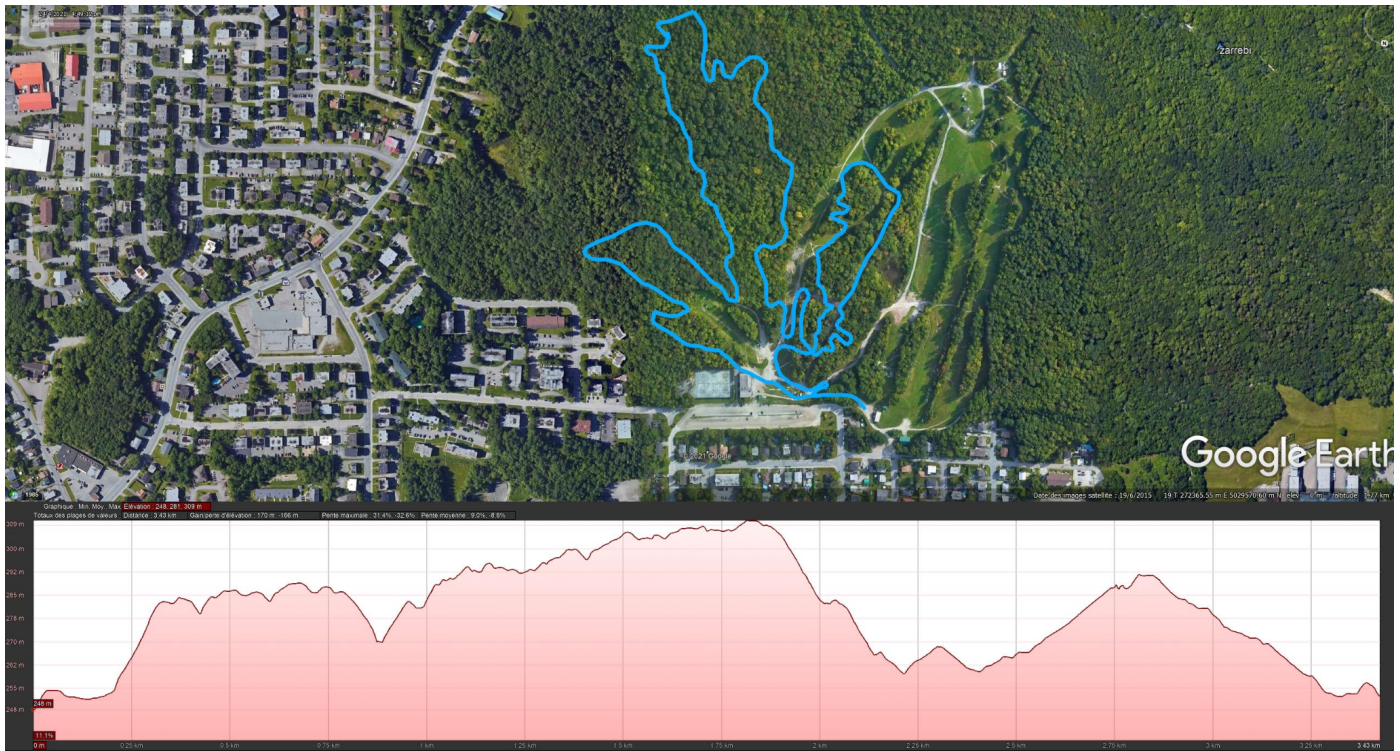 zarrebi
©2021 Google
Google Earth
1985
Date des images satellite : 19/6/2015 19 T 272365.55 m E 5029570.60 m N
Graphique : Min, Moy., Max Élévation : 248, 281, 309 m
Totaux des plages de valeurs Distance : 3.43 km Gain/perte d'élévation : 170 m, -166 m Pente maximale : 31.4%, -32.6% Pente moyenne : 9.0%, -8.8%
309 m
300 m
292 m
285 m
278 m
270 m
262 m
255 m
248 m
248 m
11.1%
0 m 0.25 km 0.5 km 0.75 km 1 km 1.25 km 1.5 km 1.75 km 2 km 2.25 km 2.5 km 2.75 km 3 km 3.25 km 3.43 km